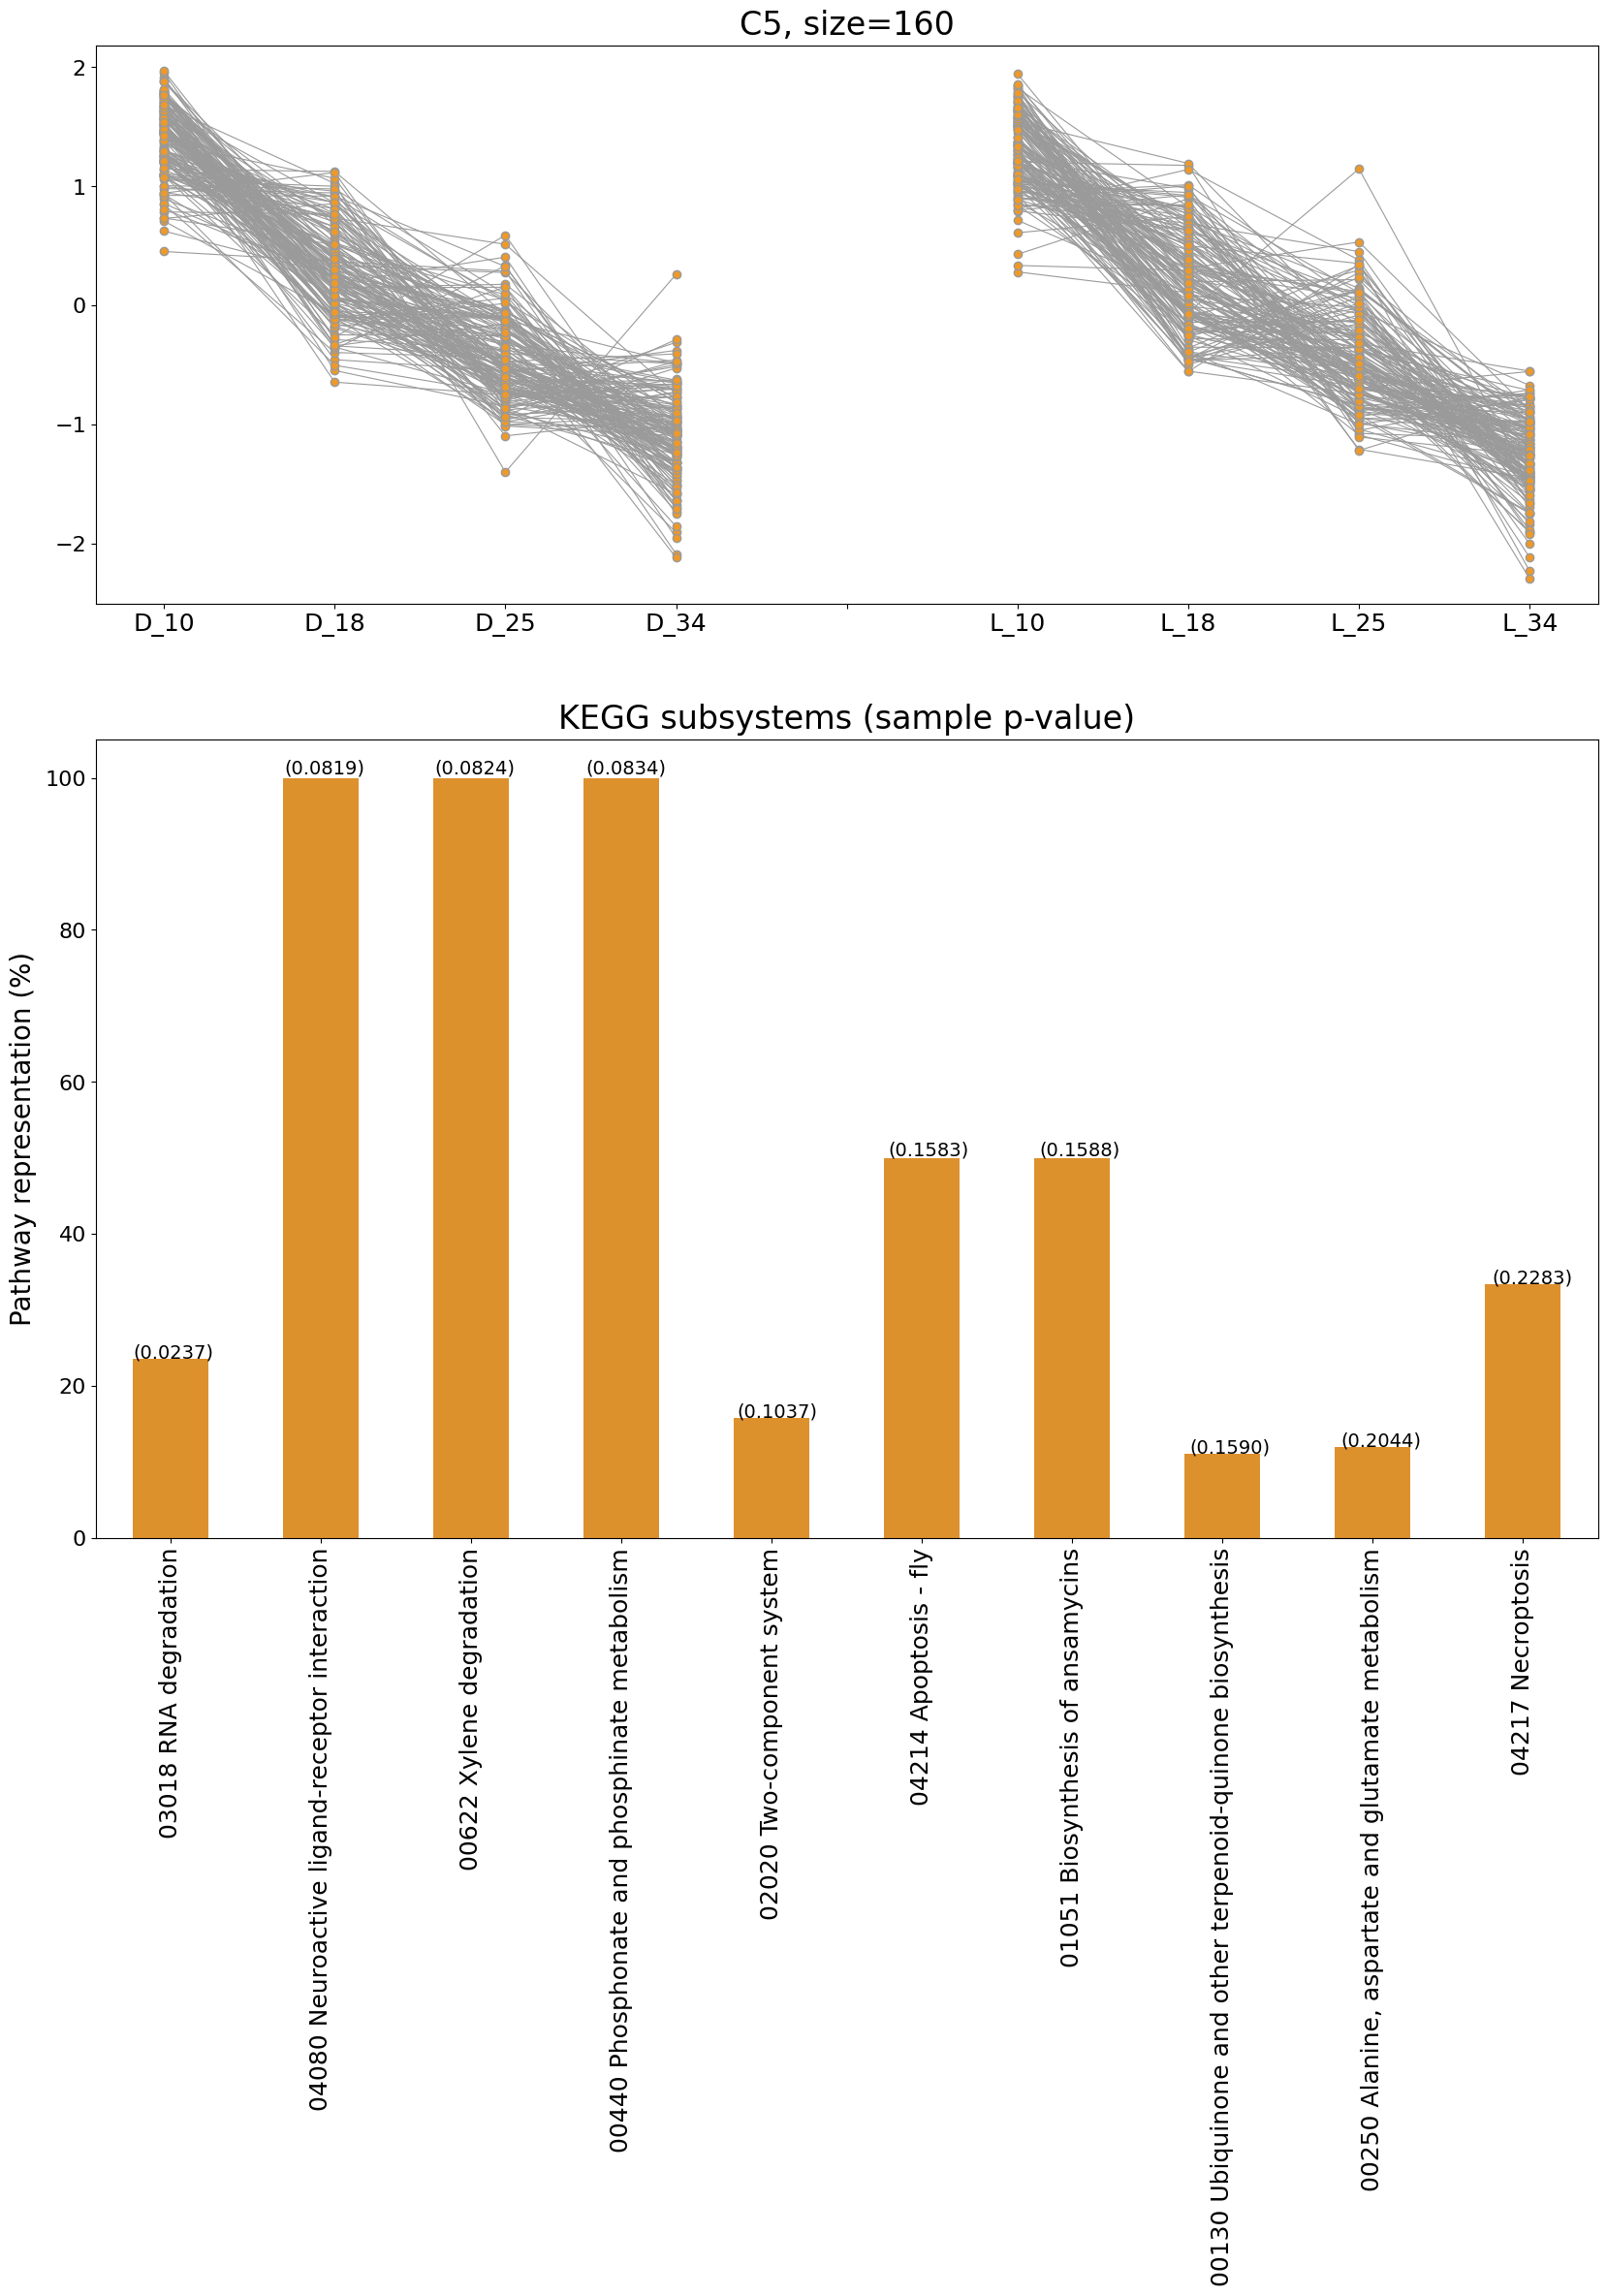 C5, size=160
2
1
0
−1
−2
D_10
D_18
D_25
D_34
L_10
L_18
L_25
L_34
KEGG subsystems (sample p-value)
Pathway representation (%)
100
80
60
40
20
0
(0.0237)
(0.0819)
(0.0824)
(0.0834)
(0.1037)
(0.1583)
(0.1588)
(0.1590)
(0.2044)
(0.2283)
03018 RNA degradation
04080 Neuroactive ligand-receptor interaction
00622 Xylene degradation
00440 Phosphonate and phosphinate metabolism
02020 Two-component system
04214 Apoptosis - fly
01051 Biosynthesis of ansamycins
00130 Ubiquinone and other terpenoid-quinone biosynthesis
00250 Alanine, aspartate and glutamate metabolism
04217 Necroptosis